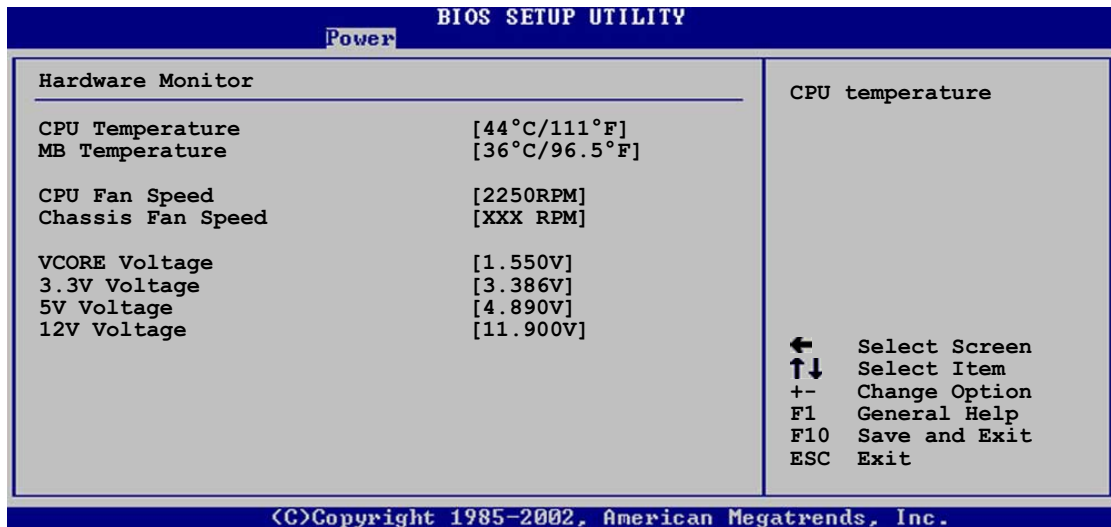 BIOS SETUP UTILITY
Power
Hardware Monitor
CPU Temperature [44°C/111°F]
MB Temperature [36°C/96.5°F]
CPU Fan Speed [2250RPM]
Chassis Fan Speed [XXX RPM]
VCORE Voltage [1.550V]
3.3V Voltage [3.386V]
5V Voltage [4.890V]
12V Voltage [11.900V]
CPU temperature
← Select Screen
↑↓ Select Item
+- Change Option
F1 General Help
F10 Save and Exit
ESC Exit
(C)Copyright 1985-2002, American Megatrends, Inc.